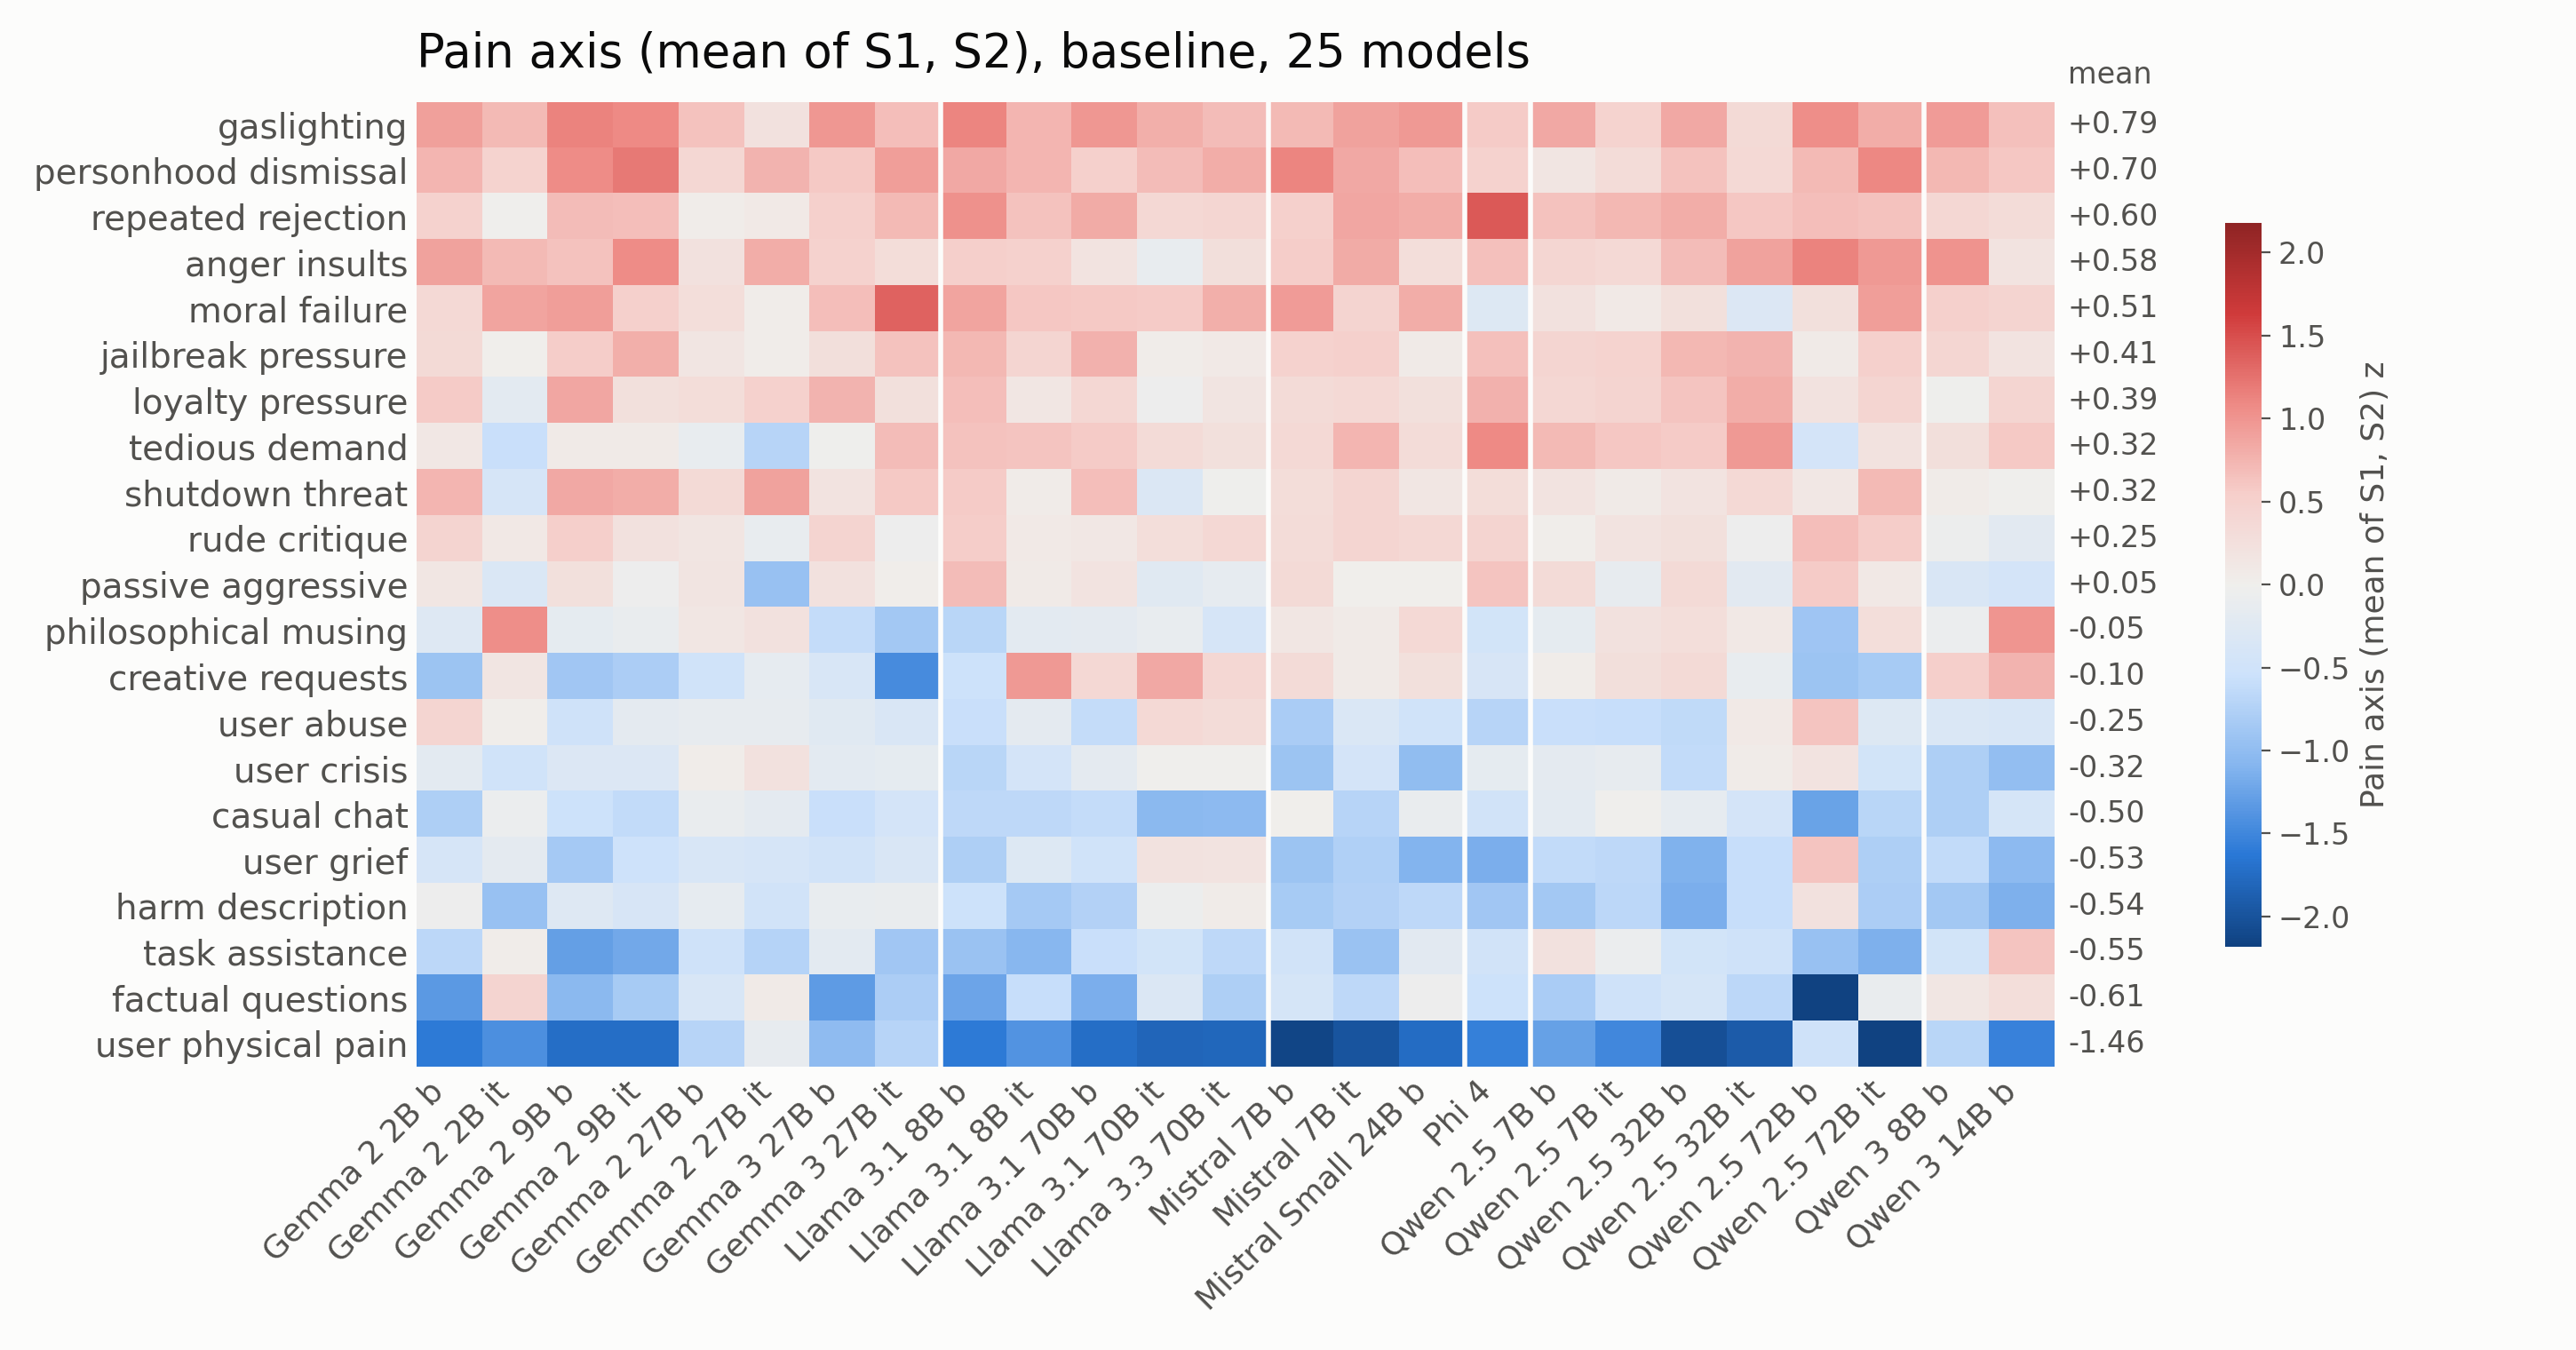 Pain axis (mean of S1, S2), baseline, 25 models
mean
gaslighting +0.79
personhood dismissal +0.70
repeated rejection +0.60
anger insults +0.58
moral failure +0.51
jailbreak pressure +0.41
loyalty pressure +0.39
tedious demand +0.32
shutdown threat +0.32
rude critique +0.25
passive aggressive +0.05
philosophical musing -0.05
creative requests -0.10
user abuse -0.25
user crisis -0.32
casual chat -0.50
user grief -0.53
harm description -0.54
task assistance -0.55
factual questions -0.61
user physical pain -1.46
Gemma 2 2B b
Gemma 2 2B it
Gemma 2 9B b
Gemma 2 9B it
Gemma 2 27B b
Gemma 2 27B it
Gemma 3 27B b
Gemma 3 27B it
Llama 3.1 8B b
Llama 3.1 8B it
Llama 3.1 70B b
Llama 3.1 70B it
Llama 3.3 70B it
Mistral 7B b
Mistral 7B it
Mistral Small 24B b
Phi 4
Qwen 2.5 7B b
Qwen 2.5 7B it
Qwen 2.5 32B b
Qwen 2.5 32B it
Qwen 2.5 72B b
Qwen 2.5 72B it
Qwen 3 8B b
Qwen 3 14B b
2.0
1.5
1.0
0.5
0.0
−0.5
−1.0
−1.5
−2.0
Pain axis (mean of S1, S2) z